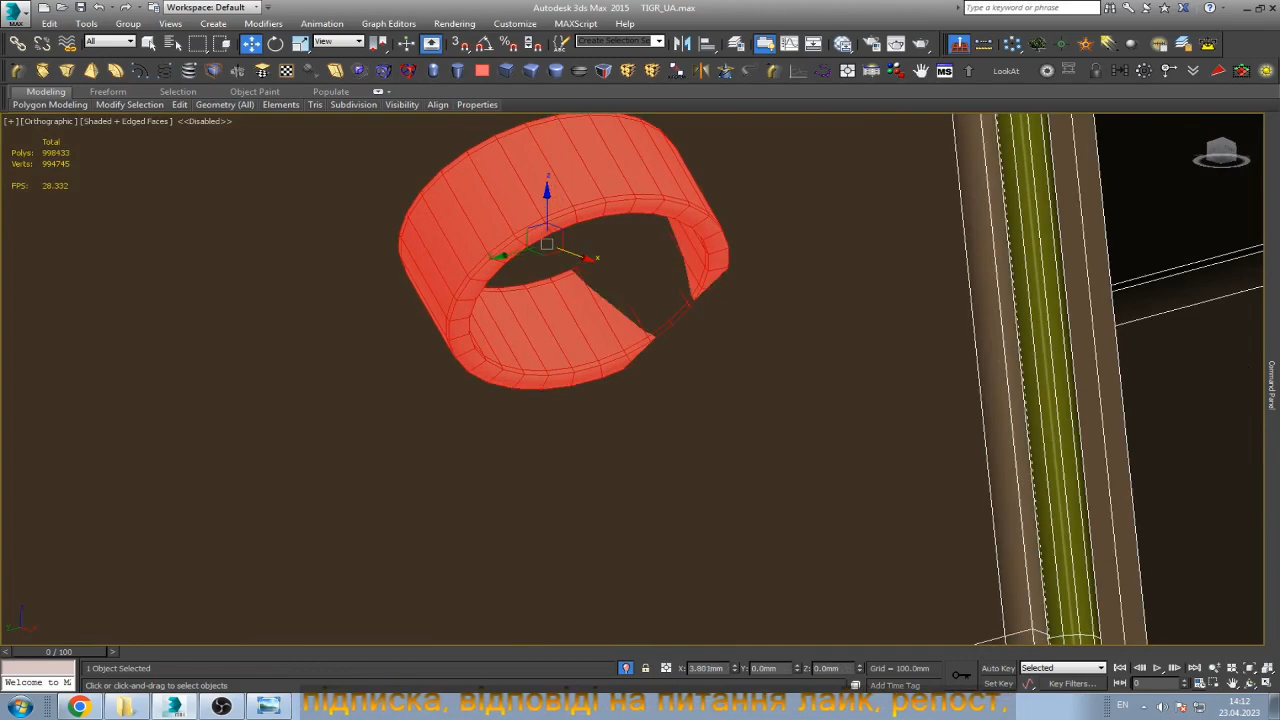 Autodesk 3ds Max 2015 TIGR_UA.max
Workspace: Default
Type a keyword or phrase
MAX
Edit Tools Group Views Create Modifiers Animation Graph Editors Rendering Customize MAXScript Help
All View Create Selection Se
MS LookAt
Modeling Freeform Selection Object Paint Populate
Polygon Modeling Modify Selection Edit Geometry (All) Elements Tris Subdivision Visibility Align Properties
[+] [Orthographic] [Shaded + Edged Faces] <<Disabled>>
Total
Polys: 998433
Verts: 994745
FPS: 28.332
z
x
Command Panel
0 / 100
1 Object Selected X: 3.801mm Y: 0.0mm Z: 0.0mm Grid = 100.0mm Auto Key Selected
Welcome to M Click or click-and-drag to select objects Add Time Tag Set Key Key Filters... 0
підписка, відповіді на питання лайк, репост,
EN 14:12
23.04.2023